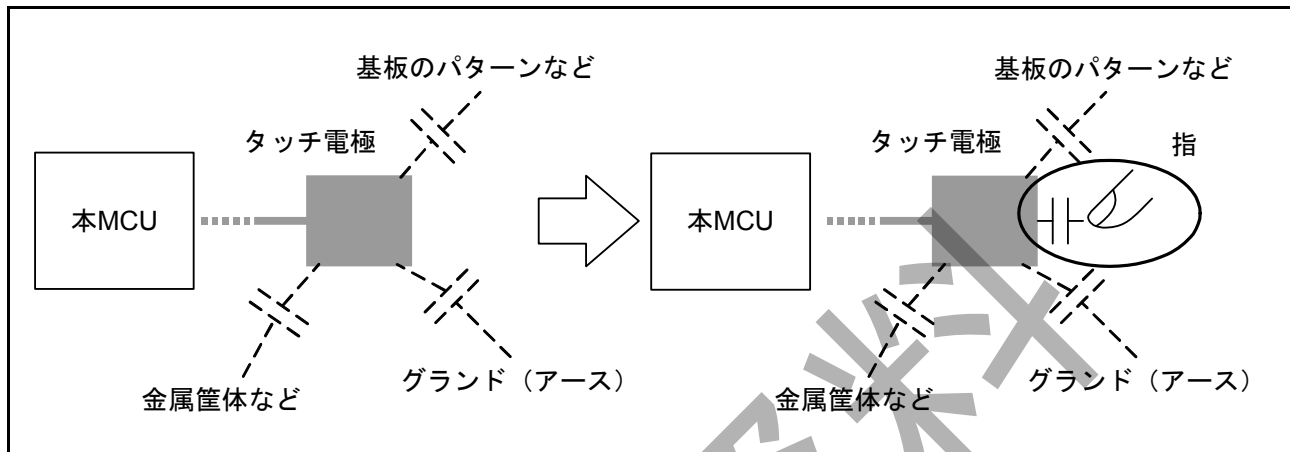 基板のパターンなど
タッチ電極
本MCU
金属筐体など
グランド（アース）
基板のパターンなど
タッチ電極
指
本MCU
金属筐体など
グランド（アース）